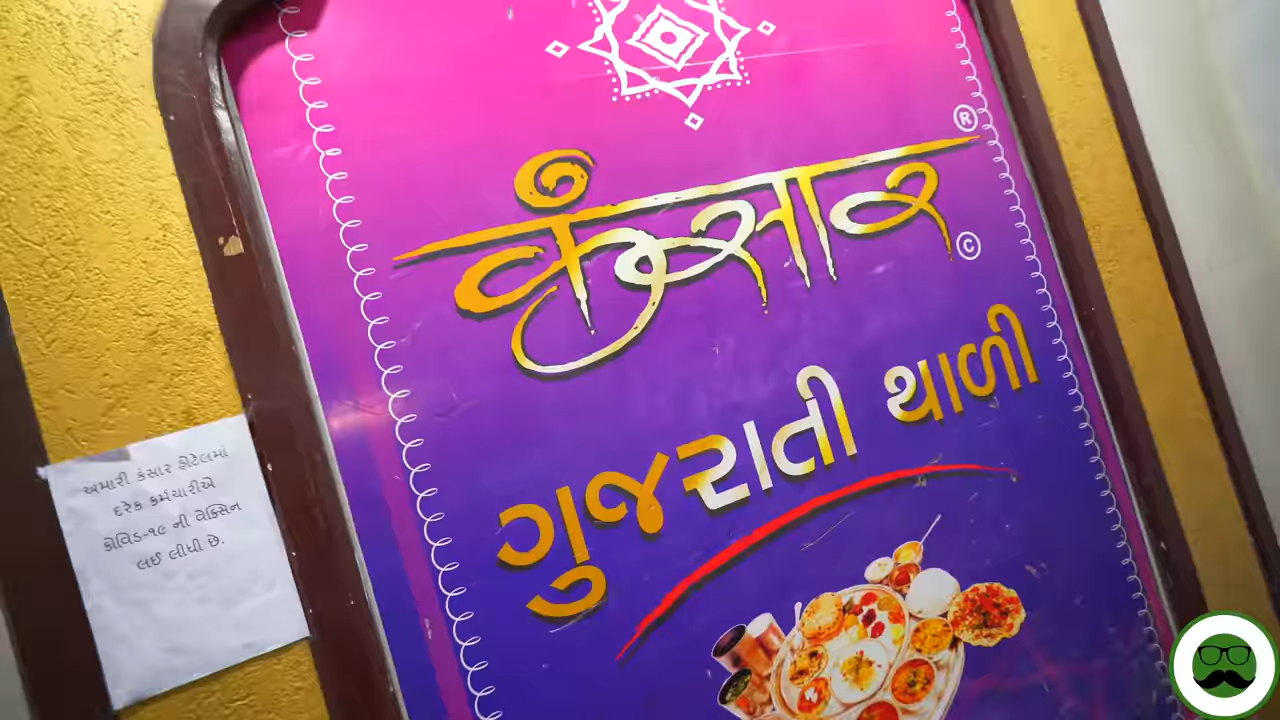 कंसार
®
©
ગુજરાતી થાળી
અમારી કંસાર હોટેલમાં
દરેક કર્મચારીએ
કોવિડ-૧૯ ની વેક્સિન
લઈ લીધી છે.